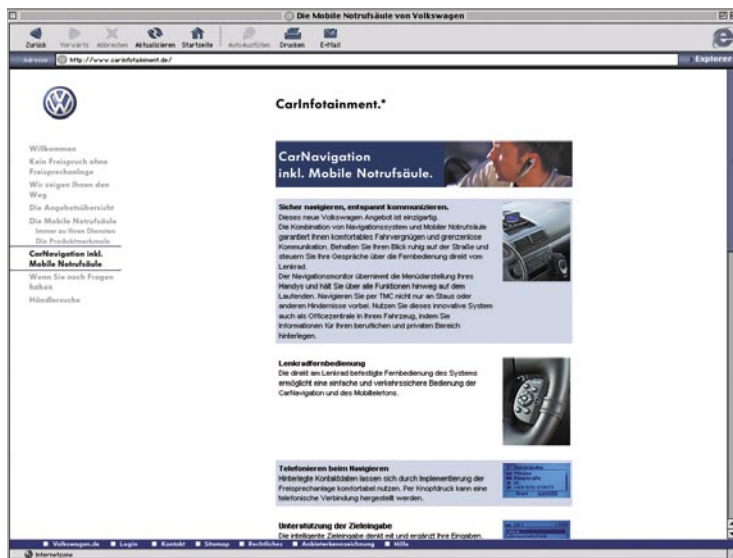 Die Mobile Notrufsäule von Volkswagen
Zurück Vorwärts Abbrechen Aktualisieren Startseite AutoAusfüllen Drucken E-Mail
Adresse http://www.carinfotainment.de/ Explorer
CarInfotainment.*
Willkommen
Kein Freispruch ohne
Freisprechanlage
Wir zeigen Ihnen den
Weg
Die Angebotsübersicht
Die Mobile Notrufsäule
Immer zu Ihren Diensten
Die Produktmerkmale
CarNavigation inkl.
Mobile Notrufsäule
Wenn Sie noch Fragen
haben
Händlersuche
CarNavigation
inkl. Mobile Notrufsäule.
Sicher navigieren, entspannt kommunizieren.
Dieses neue Volkswagen Angebot ist einzigartig.
Die Kombination von Navigationssystem und Mobiler Notrufsäule
garantiert Ihnen komfortables Fahrvergnügen und grenzenlose
Kommunikation. Behalten Sie Ihren Blick ruhig auf der Straße und
steuern Sie Ihre Gespräche über die Fernbedienung direkt vom
Lenkrad.
Der Navigationsmonitor übernimmt die Menüdarstellung Ihres
Handys und hält Sie über alle Funktionen hinweg auf dem
Laufenden. Navigieren Sie per TMC nicht nur an Staus oder
anderen Hindernissen vorbei. Nutzen Sie dieses innovative System
auch als Officezentrale in Ihrem Fahrzeug, indem Sie
Informationen für Ihren beruflichen und privaten Bereich
hinterlegen.
Lenkradfernbedienung
Die direkt am Lenkrad befestigte Fernbedienung des Systems
ermöglicht eine einfache und verkehrssichere Bedienung der
CarNavigation und des Mobiltelefons.
Telefonieren beim Navigieren
Hinterlegte Kontaktdaten lassen sich durch Implementierung der
Freisprechanlage komfortabel nutzen. Per Knopfdruck kann eine
telefonische Verbindung hergestellt werden.
Unterstützung der Zieleingabe
Die intelligente Zieleingabe denkt mit und ergänzt Ihre Eingaben.
Volkswagen.de Login Kontakt Sitemap Rechtliches Anbieterkennzeichnung Hilfe
Internetzone